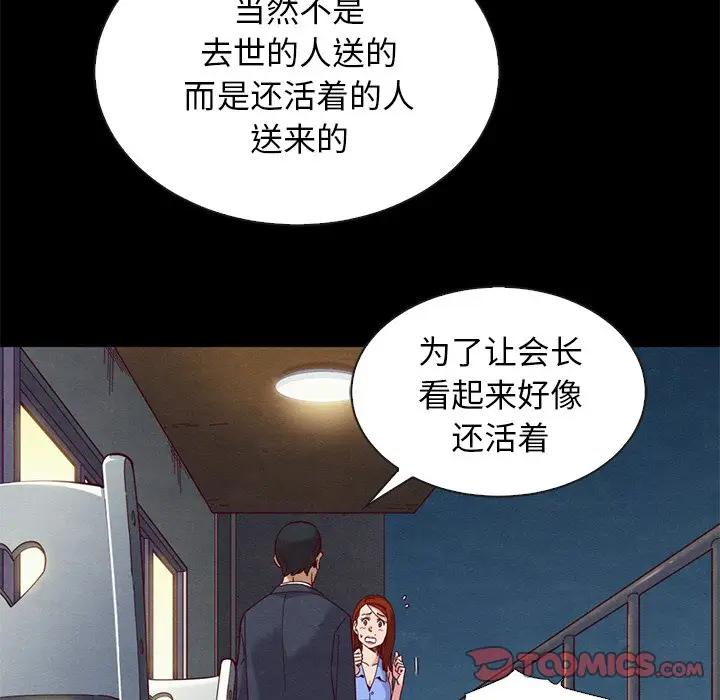 当然不是
去世的人送的
而是还活着的人
送来的
为了让会长
看起来好像
还活着
TOOMICS.COM